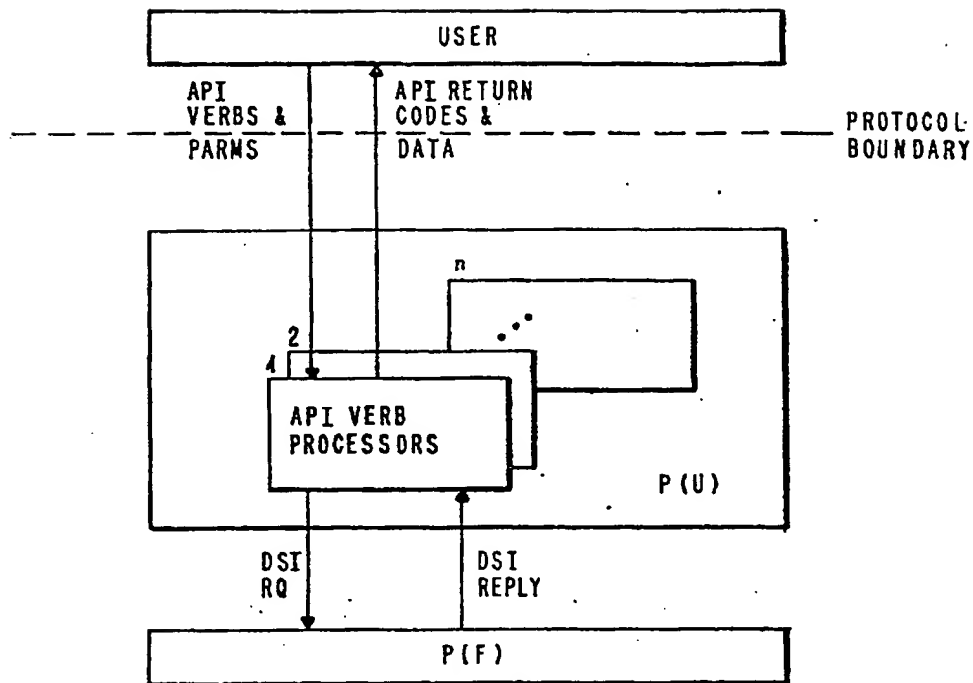 USER
API
VERBS &
PARMS
API RETURN
CODES &
DATA
PROTOCOL
BOUNDARY
n
2
1
API VERB
PROCESSORS
P(U)
DSI
RQ
DSI
REPLY
P(F)